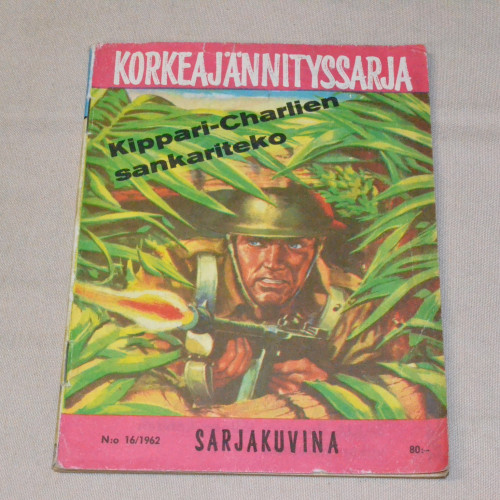 KORKEAJÄNNITYSSARJA
Kippari-Charlien
sankariteko
N:o 16/1962
SARJAKUVINA
80:-